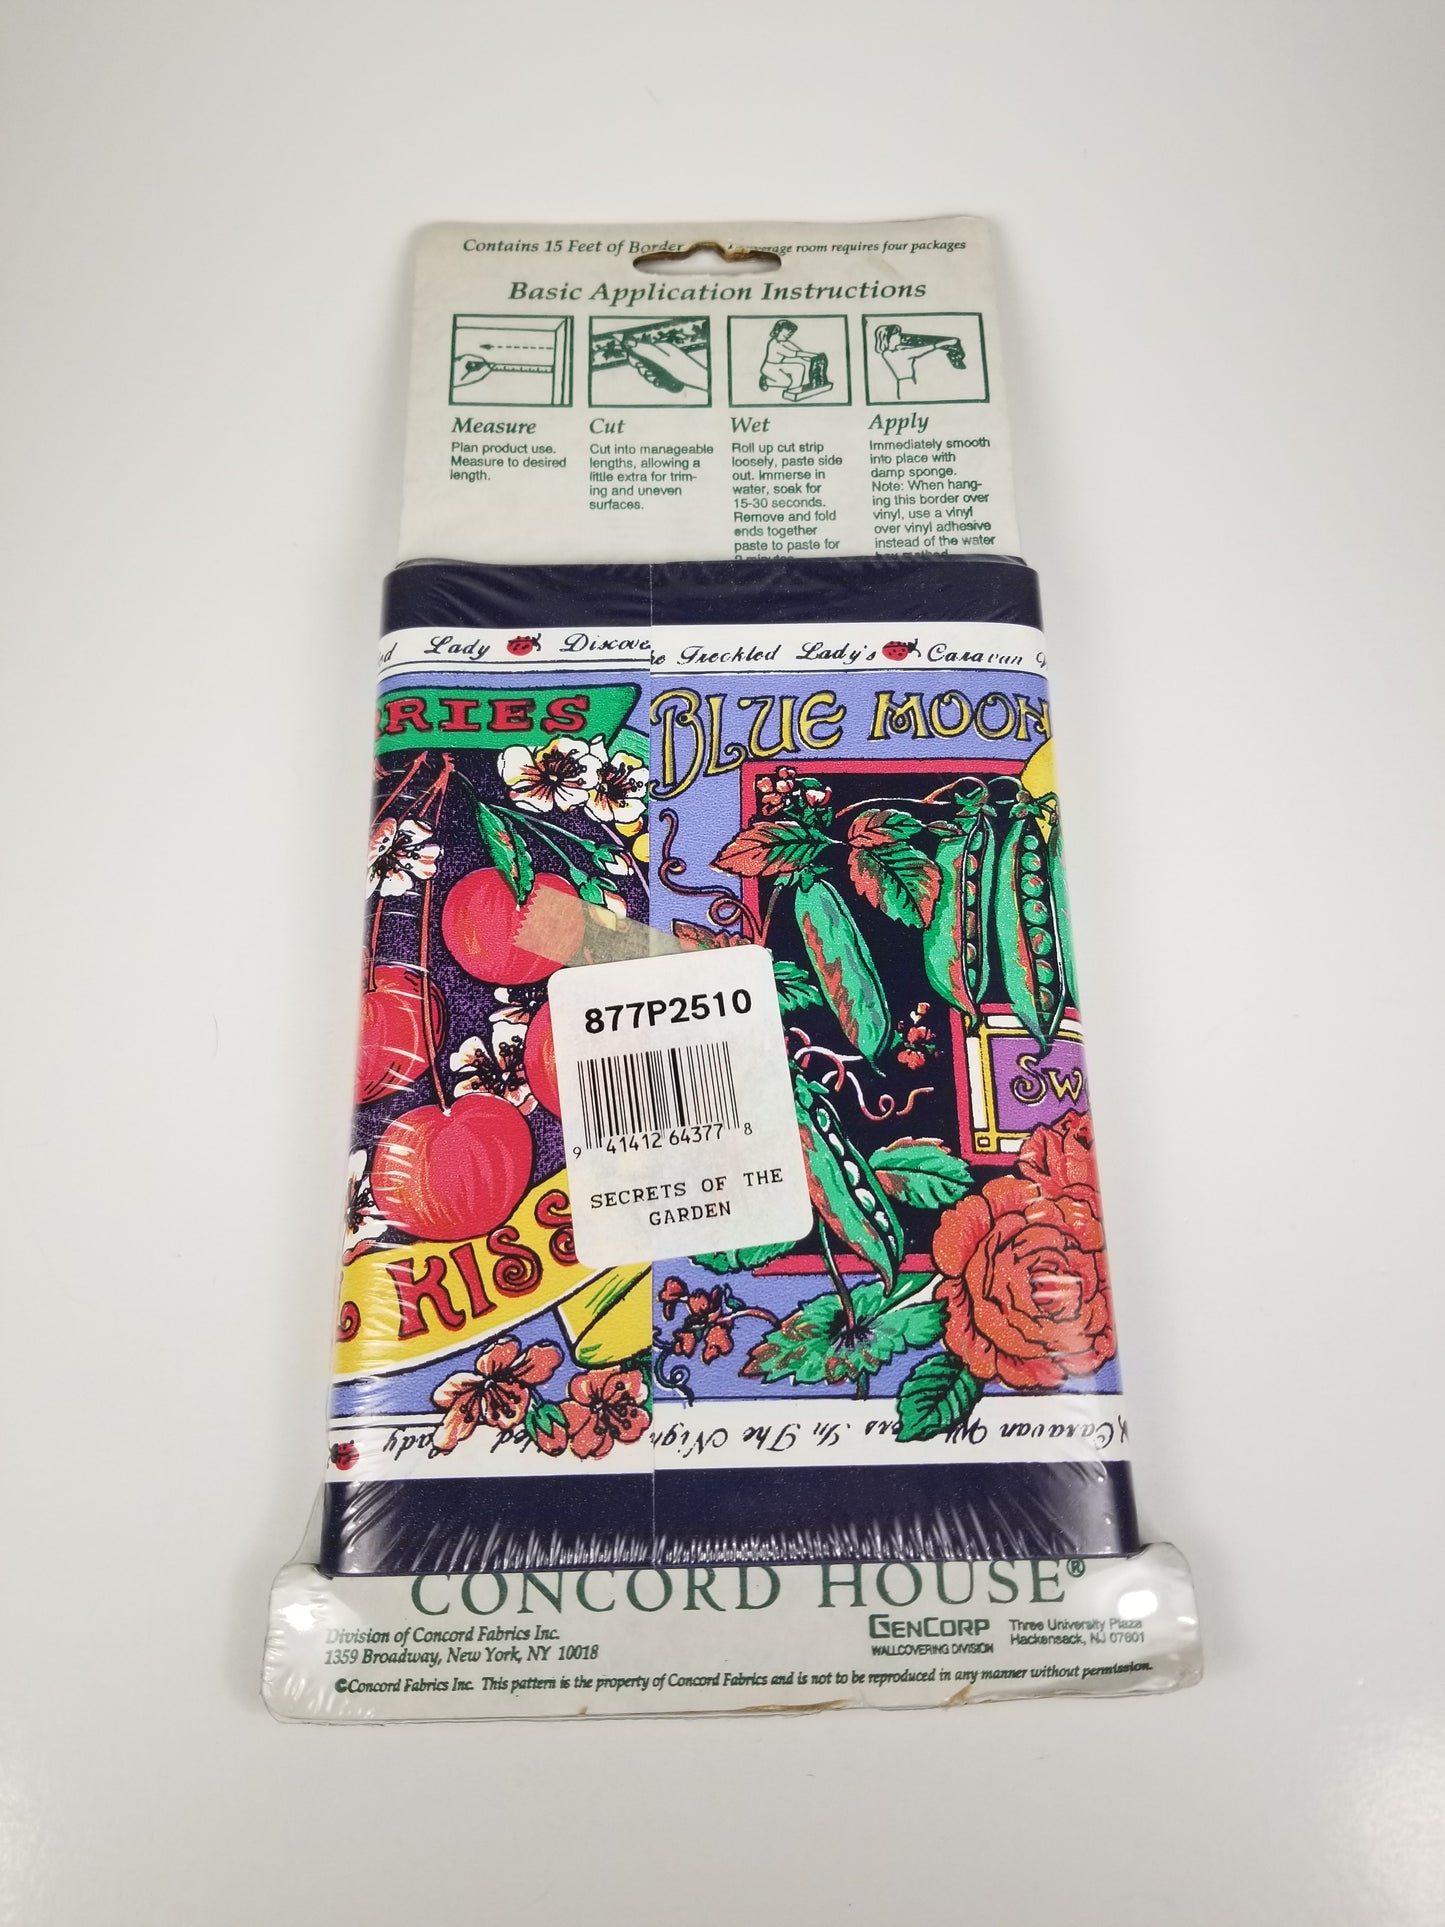 Contains 15 Feet of Border
average room requires four packages
Basic Application Instructions
Measure
Plan product use.
Measure to desired
length.
Cut
Cut into manageable
lengths, allowing a
little extra for trim-
ing and uneven
surfaces.
Wet
Roll up cut strip
loosely, paste side
out. Immerse in
water, soak for
15-30 seconds.
Remove and fold
ends together
paste to paste for
Apply
Immediately smooth
into place with
damp sponge.
Note: When hang-
ing this border over
vinyl, use a vinyl
over vinyl adhesive
instead of the water
Lady Discove
Freckled Lady's Caravan
RRIES
BLUE MOON
SW
KISS
877P2510
9 41412 64377 8
SECRETS OF THE
GARDEN
Lady
In The Nigh
Caravan
CONCORD HOUSE®
Division of Concord Fabrics Inc.
1359 Broadway, New York, NY 10018
GENCORP
WALLCOVERING DIVISION
Three University Plaza
Hackensack, NJ 07601
©Concord Fabrics Inc. This pattern is the property of Concord Fabrics and is not to be reproduced in any manner without permission.